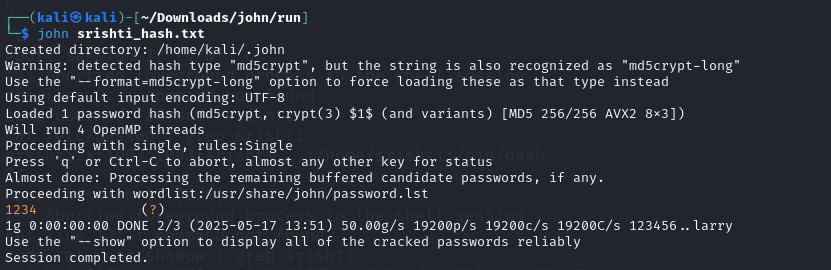 ┌──(kali㉿kali)-[~/Downloads/john/run]
└─$ john srishti_hash.txt
Created directory: /home/kali/.john
Warning: detected hash type "md5crypt", but the string is also recognized as "md5crypt-long"
Use the "--format=md5crypt-long" option to force loading these as that type instead
Using default input encoding: UTF-8
Loaded 1 password hash (md5crypt, crypt(3) $1$ (and variants) [MD5 256/256 AVX2 8×3])
Will run 4 OpenMP threads
Proceeding with single, rules:Single
Press 'q' or Ctrl-C to abort, almost any other key for status
Almost done: Processing the remaining buffered candidate passwords, if any.
Proceeding with wordlist:/usr/share/john/password.lst
1234 (?)
1g 0:00:00:00 DONE 2/3 (2025-05-17 13:51) 50.00g/s 19200p/s 19200c/s 19200C/s 123456..larry
Use the "--show" option to display all of the cracked passwords reliably
Session completed.